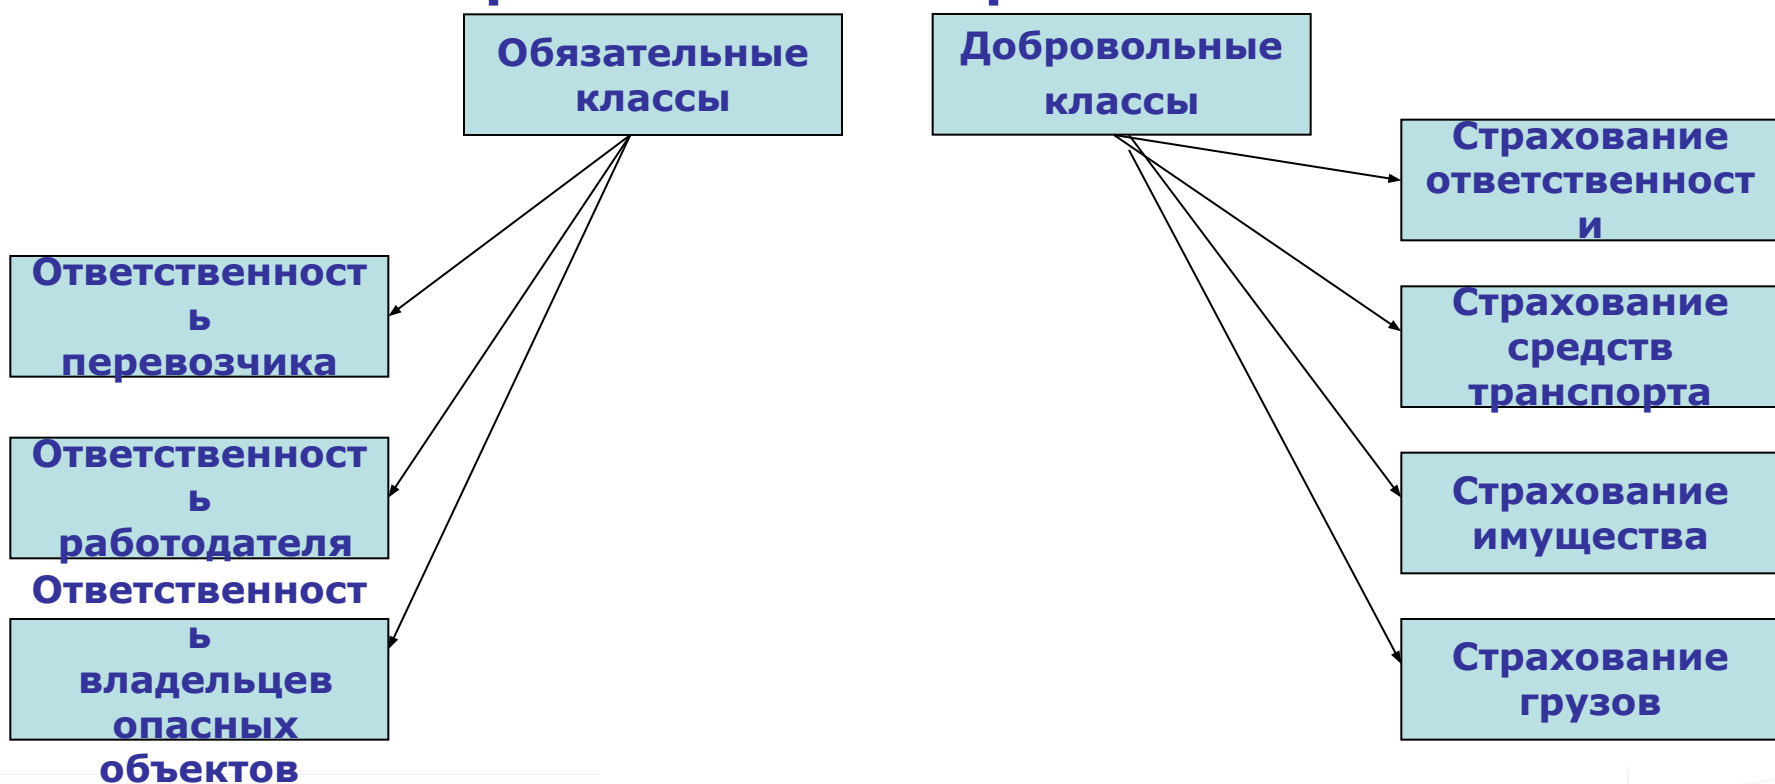 Обязательные
классы
Добровольные
классы
Ответственност
ь
перевозчика
Ответственност
ь
работодателя
Ответственност
ь
владельцев
опасных
объектов
Страхование
ответственност
и
Страхование
средств
транспорта
Страхование
имущества
Страхование
грузов